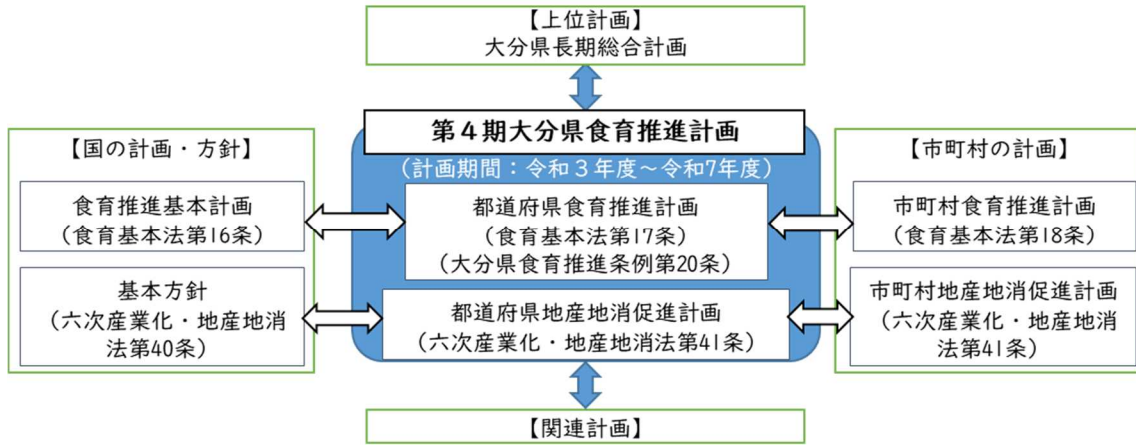 【上位計画】
大分県長期総合計画
第４期大分県食育推進計画
(計画期間：令和３年度～令和7年度)
【国の計画・方針】
食育推進基本計画
(食育基本法第16条)
基本方針
(六次産業化・地産地消
法第40条)
都道府県食育推進計画
(食育基本法第17条)
(大分県食育推進条例第20条)
都道府県地産地消促進計画
(六次産業化・地産地消法第41条)
【市町村の計画】
市町村食育推進計画
(食育基本法第18条)
市町村地産地消促進計画
(六次産業化・地産地消
法第41条)
【関連計画】